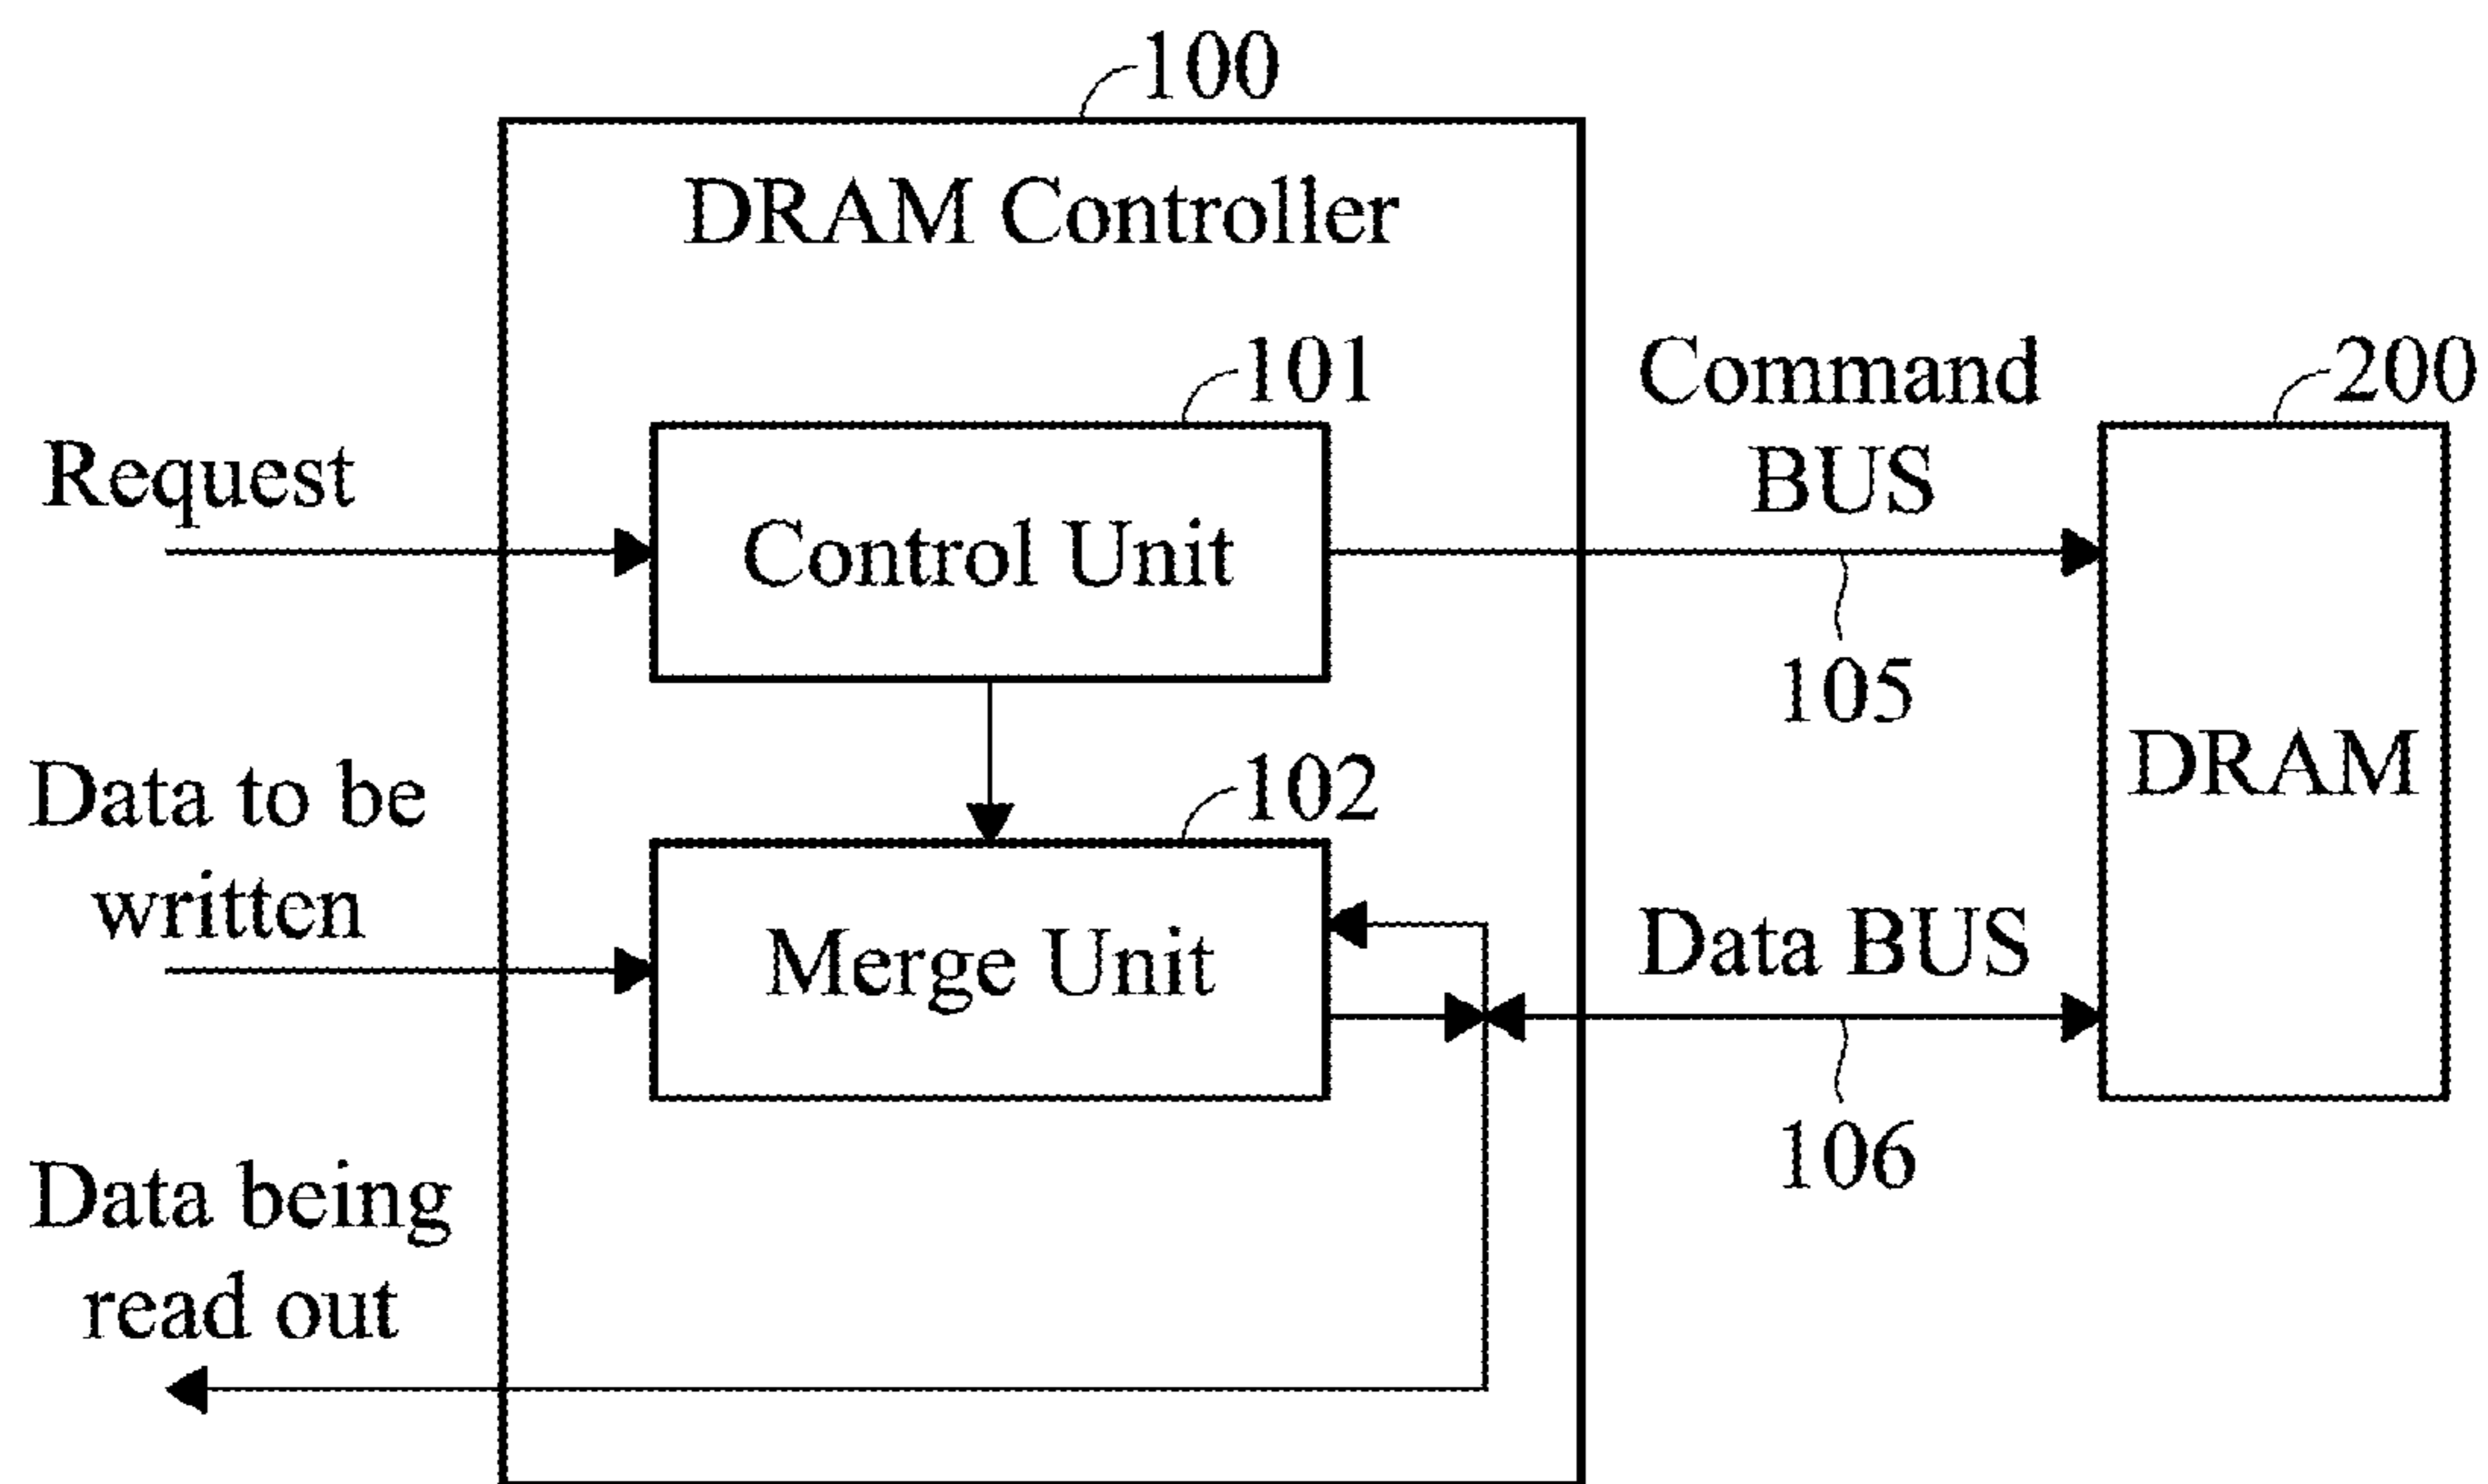 100
DRAM Controller
101
Command
BUS
200
Request
Control Unit
105
DRAM
Data to be
written
102
Merge Unit
Data BUS
106
Data being
read out